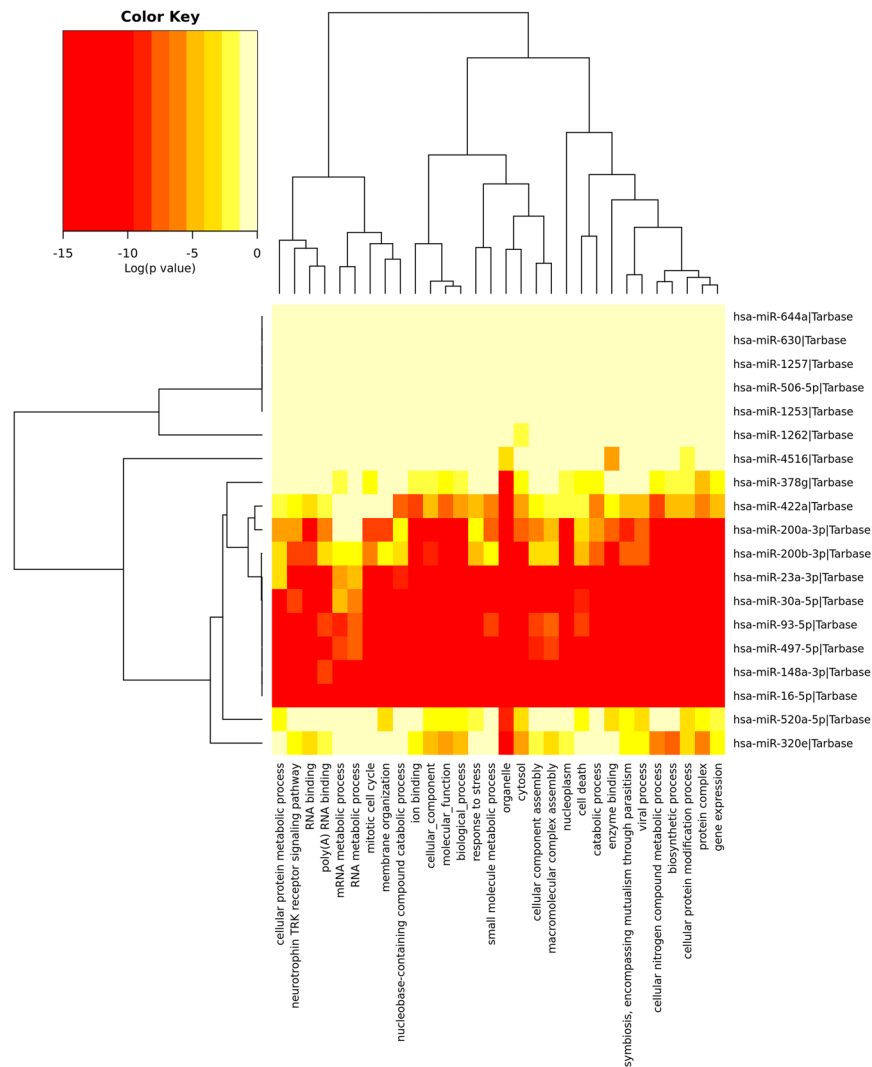 Color Key
-15
-10
-5
0
Log(p value)
hsa-miR-644a|Tarbase
hsa-miR-630|Tarbase
hsa-miR-1257|Tarbase
hsa-miR-506-5p|Tarbase
hsa-miR-1253|Tarbase
hsa-miR-1262|Tarbase
hsa-miR-4516|Tarbase
hsa-miR-378g|Tarbase
hsa-miR-422a|Tarbase
hsa-miR-200a-3p|Tarbase
hsa-miR-200b-3p|Tarbase
hsa-miR-23a-3p|Tarbase
hsa-miR-30a-5p|Tarbase
hsa-miR-93-5p|Tarbase
hsa-miR-497-5p|Tarbase
hsa-miR-148a-3p|Tarbase
hsa-miR-16-5p|Tarbase
hsa-miR-520a-5p|Tarbase
hsa-miR-320e|Tarbase
cellular protein metabolic process
neurotrophin TRK receptor signaling pathway
RNA binding
poly(A) RNA binding
mRNA metabolic process
RNA metabolic process
mitotic cell cycle
membrane organization
nucleobase-containing compound catabolic process
ion binding
cellular_component
molecular_function
biological_process
response to stress
small molecule metabolic process
organelle
cytosol
cellular component assembly
macromolecular complex assembly
nucleoplasm
cell death
catabolic process
enzyme binding
symbiosis, encompassing mutualism through parasitism
viral process
cellular nitrogen compound metabolic process
biosynthetic process
cellular protein modification process
protein complex
gene expression